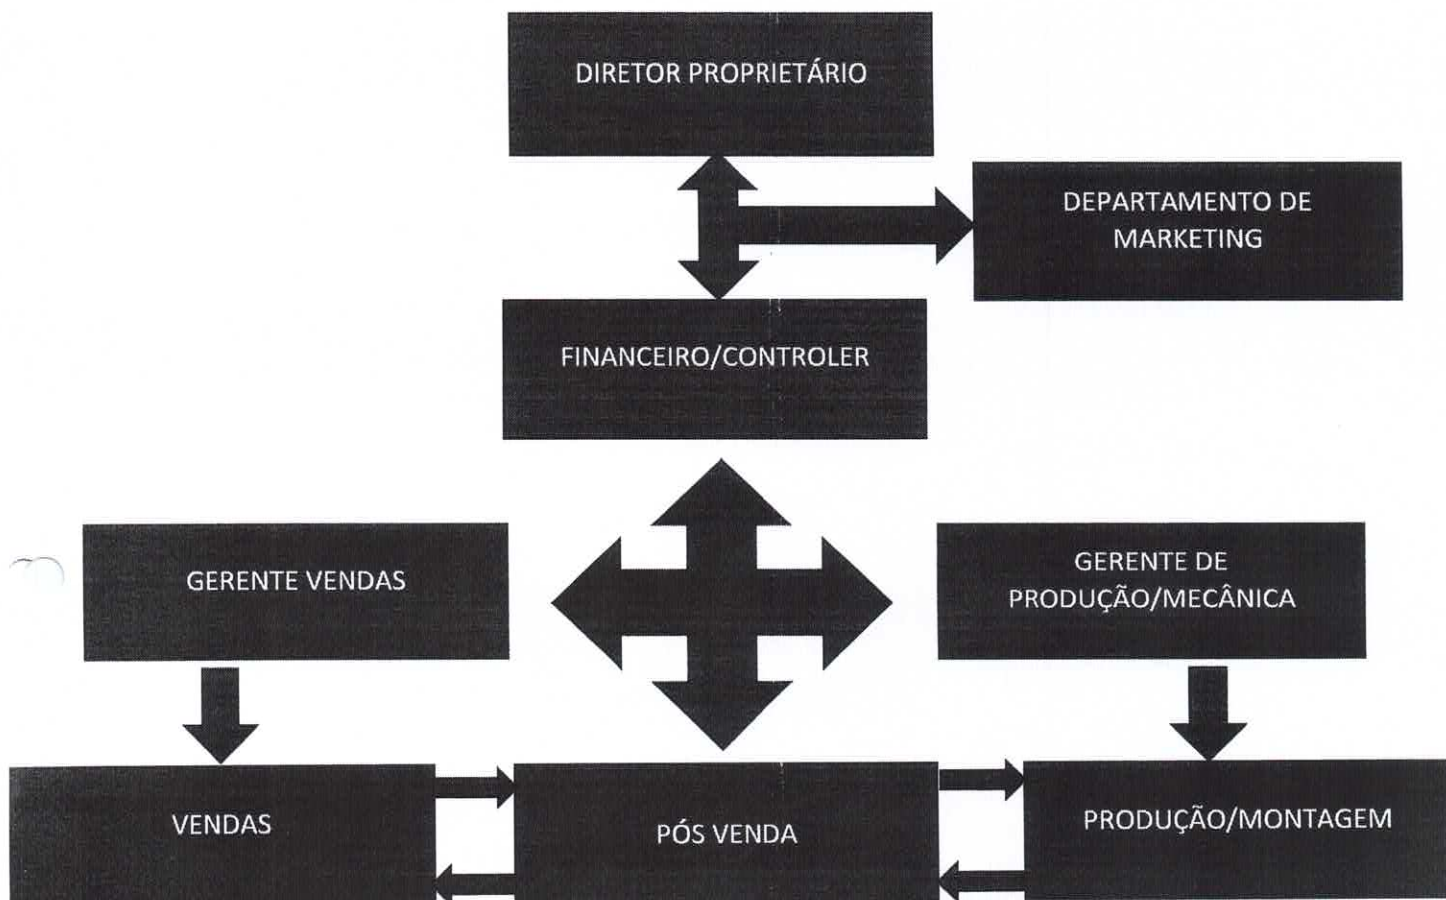 DIRETOR PROPRIETÁRIO
DEPARTAMENTO DE
MARKETING
FINANCEIRO/CONTROLER
GERENTE VENDAS
GERENTE DE
PRODUÇÃO/MECÂNICA
VENDAS
PÓS VENDA
PRODUÇÃO/MONTAGEM